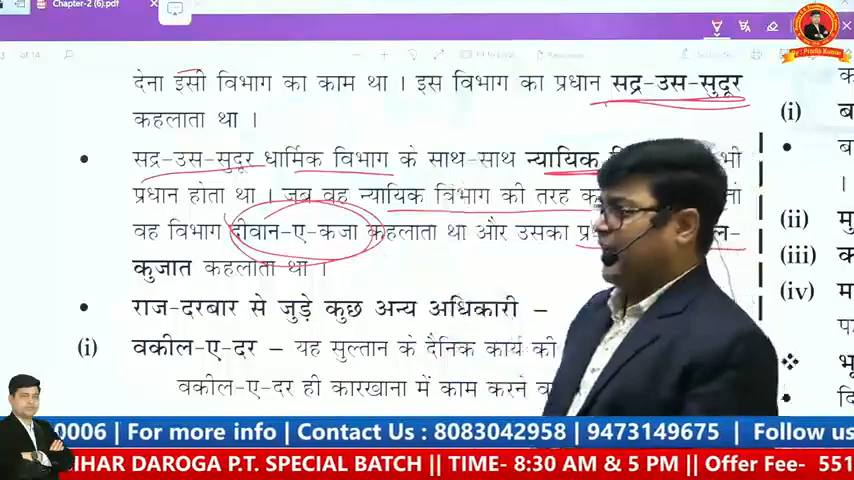 Chapter-2 (6).pdf
of 14
देना इसी विभाग का काम था । इस विभाग का प्रधान सद्र-उस-सुदूर
कहलाता था ।
• सद्र-उस-सुदूर धार्मिक विभाग के साथ-साथ न्यायिक भी
प्रधान होता था । जब वह न्यायिक विभाग की तरह
वह विभाग दीवान-ए-कजा कहलाता था और उसका
कुजात कहलाता था ।
• राज-दरबार से जुड़े कुछ अन्य अधिकारी –
(i) वकील-ए-दर – यह सुल्तान के दैनिक कार्य की
वकील-ए-दर ही कारखाना में काम करने
(i)
(ii)
(iii)
(iv)
0006 | For more info | Contact Us : 8083042958 | 9473149675 | Follow us
IHAR DAROGA P.T. SPECIAL BATCH || TIME- 8:30 AM & 5 PM || Offer Fee- 551